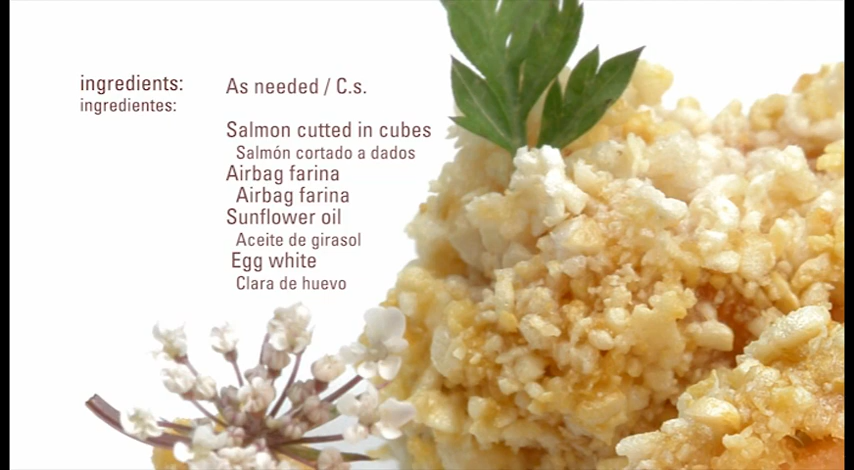 ingredients:
ingredientes:
As needed / C.s.
Salmon cutted in cubes
Salmón cortado a dados
Airbag farina
Airbag farina
Sunflower oil
Aceite de girasol
Egg white
Clara de huevo